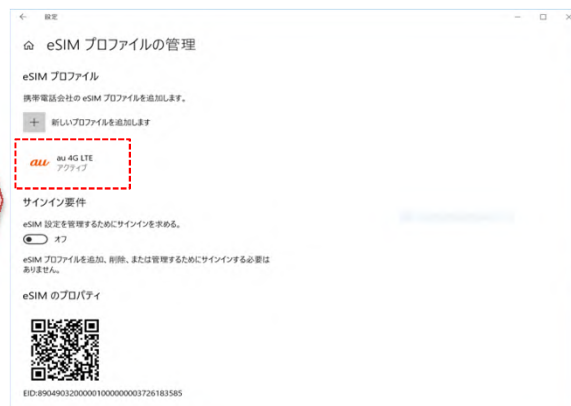 設定
eSIM プロファイルの管理
eSIM プロファイル
携帯電話会社の eSIM プロファイルを追加します。
新しいプロファイルを追加します
au
au 4G LTE
アクティブ
サインイン要件
eSIM 設定を管理するためにサインインを求める。
オフ
eSIM プロファイルを追加、削除、または管理するためにサインインする必要は
ありません。
eSIM のプロパティ
EID:89049032000001000000003726183585